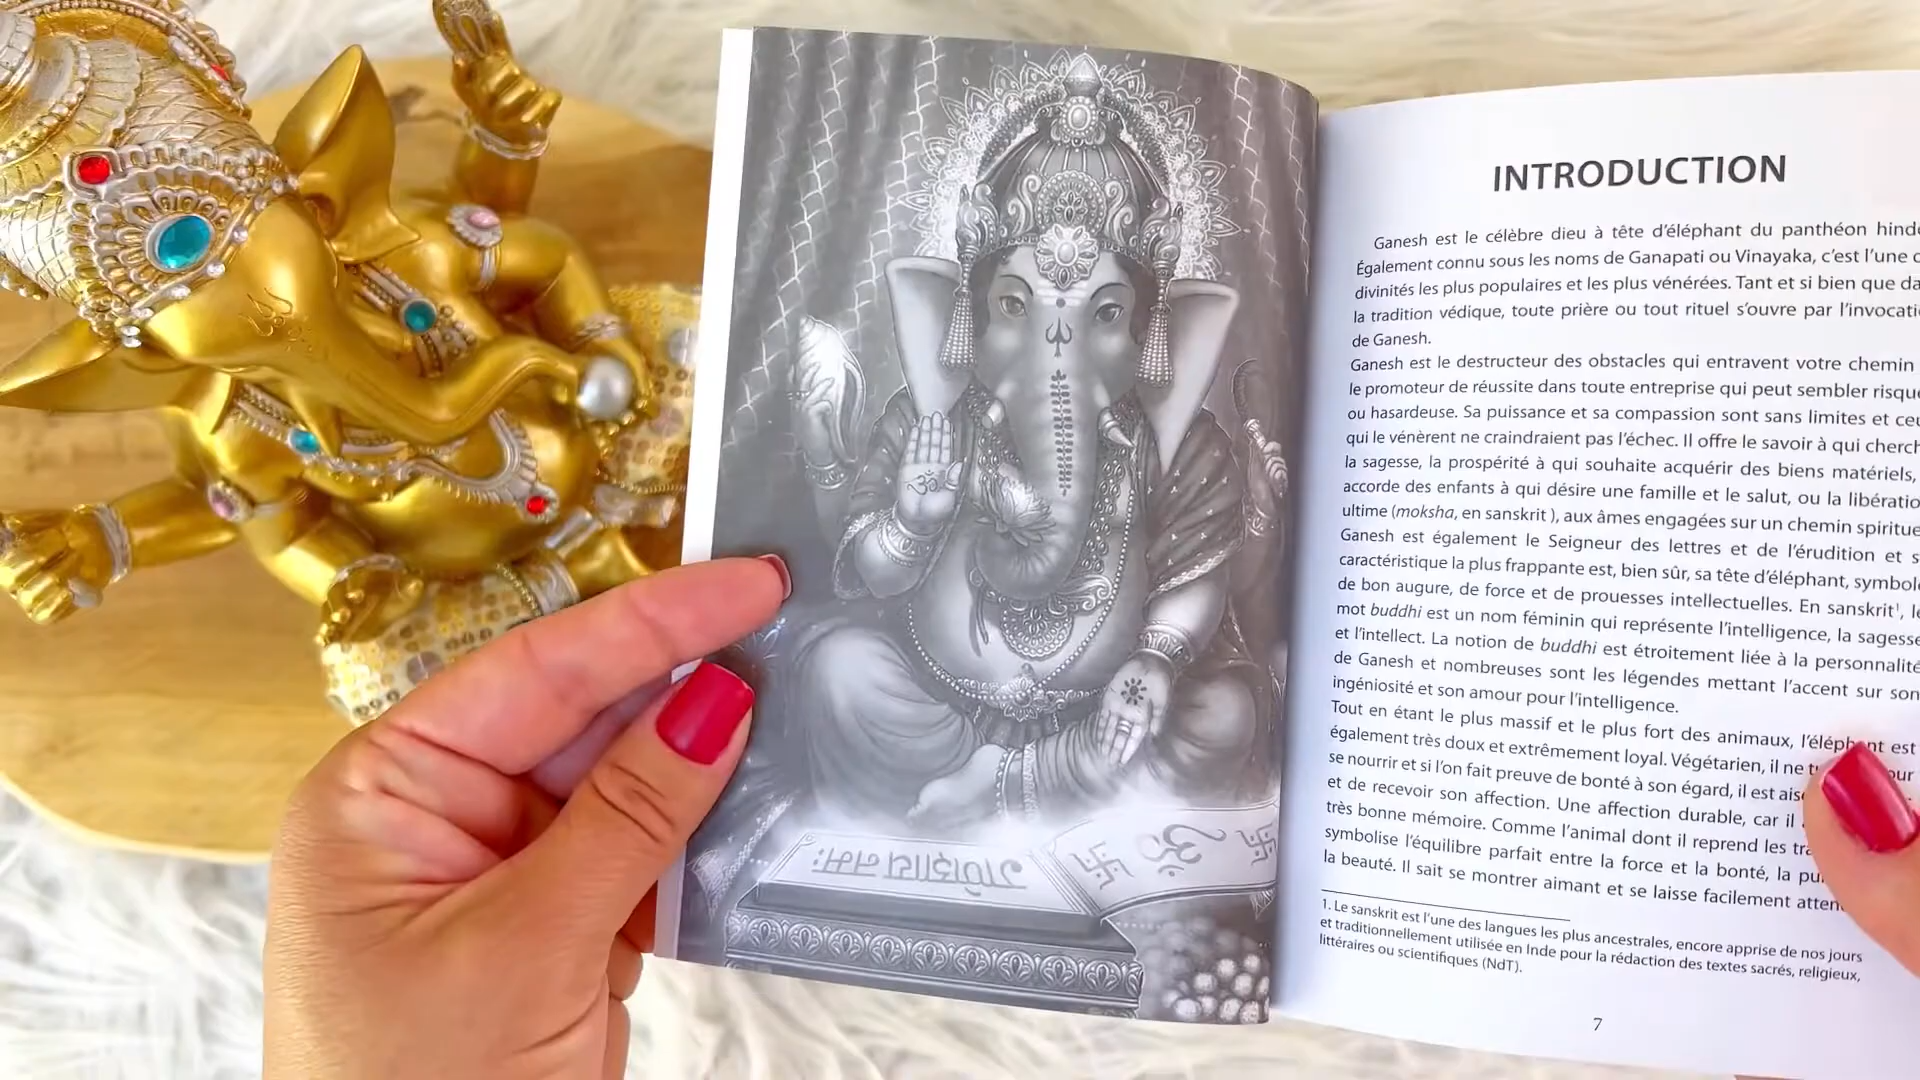 ॐ
गणेशाय नमः
ॐ
INTRODUCTION
Ganesh est le célèbre dieu à tête d'éléphant du panthéon hindo
Également connu sous les noms de Ganapati ou Vinayaka, c'est l'une d
divinités les plus populaires et les plus vénérées. Tant et si bien que da
la tradition védique, toute prière ou tout rituel s'ouvre par l'invocati
de Ganesh.
Ganesh est le destructeur des obstacles qui entravent votre chemin
le promoteur de réussite dans toute entreprise qui peut sembler risqu
ou hasardeuse. Sa puissance et sa compassion sont sans limites et ceu
qui le vénèrent ne craindraient pas l'échec. Il offre le savoir à qui cherch
la sagesse, la prospérité à qui souhaite acquérir des biens matériels,
accorde des enfants à qui désire une famille et le salut, ou la libératio
ultime (moksha, en sanskrit ), aux âmes engagées sur un chemin spiritue
Ganesh est également le Seigneur des lettres et de l'érudition et s
caractéristique la plus frappante est, bien sûr, sa tête d'éléphant, symbole
de bon augure, de force et de prouesses intellectuelles. En sanskrit¹, le
mot buddhi est un nom féminin qui représente l'intelligence, la sagesse
et l'intellect. La notion de buddhi est étroitement liée à la personnalité
de Ganesh et nombreuses sont les légendes mettant l'accent sur son
ingéniosité et son amour pour l'intelligence.
Tout en étant le plus massif et le plus fort des animaux, l'éléphant est
également très doux et extrêmement loyal. Végétarien, il ne t our
se nourrir et si l'on fait preuve de bonté à son égard, il est ais
et de recevoir son affection. Une affection durable, car il
très bonne mémoire. Comme l'animal dont il reprend les tra
symbolise l'équilibre parfait entre la force et la bonté, la pu
la beauté. Il sait se montrer aimant et se laisse facilement atten
1. Le sanskrit est l'une des langues les plus ancestrales, encore apprise de nos jours
et traditionnellement utilisée en Inde pour la rédaction des textes sacrés, religieux,
littéraires ou scientifiques (NdT).
7